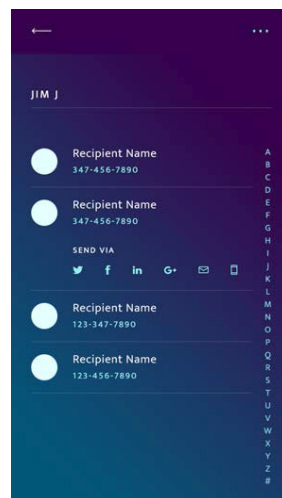 JIM J
Recipient Name
347-456-7890
Recipient Name
347-456-7890
SEND VIA
f in G+
Recipient Name
123-347-7890
Recipient Name
123-456-7890
A
B
C
D
E
F
G
H
I
J
K
L
M
N
O
P
Q
R
S
T
U
V
W
X
Y
Z
#